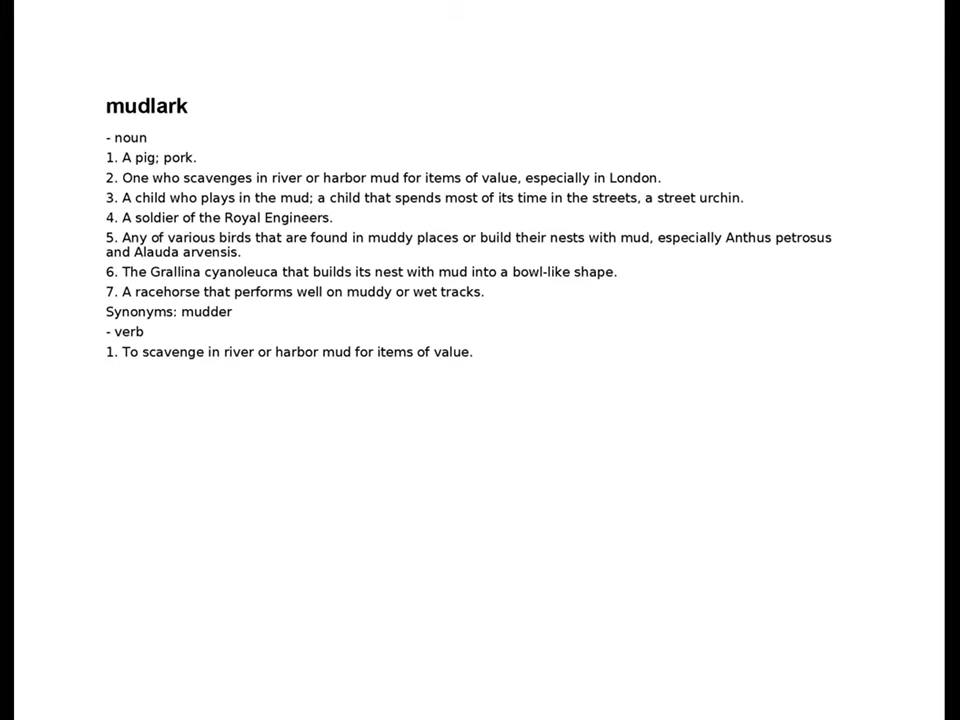 mudlark
- noun
1. A pig; pork.
2. One who scavenges in river or harbor mud for items of value, especially in London.
3. A child who plays in the mud; a child that spends most of its time in the streets, a street urchin.
4. A soldier of the Royal Engineers.
5. Any of various birds that are found in muddy places or build their nests with mud, especially Anthus petrosus
and Alauda arvensis.
6. The Grallina cyanoleuca that builds its nest with mud into a bowl-like shape.
7. A racehorse that performs well on muddy or wet tracks.
Synonyms: mudder
- verb
1. To scavenge in river or harbor mud for items of value.